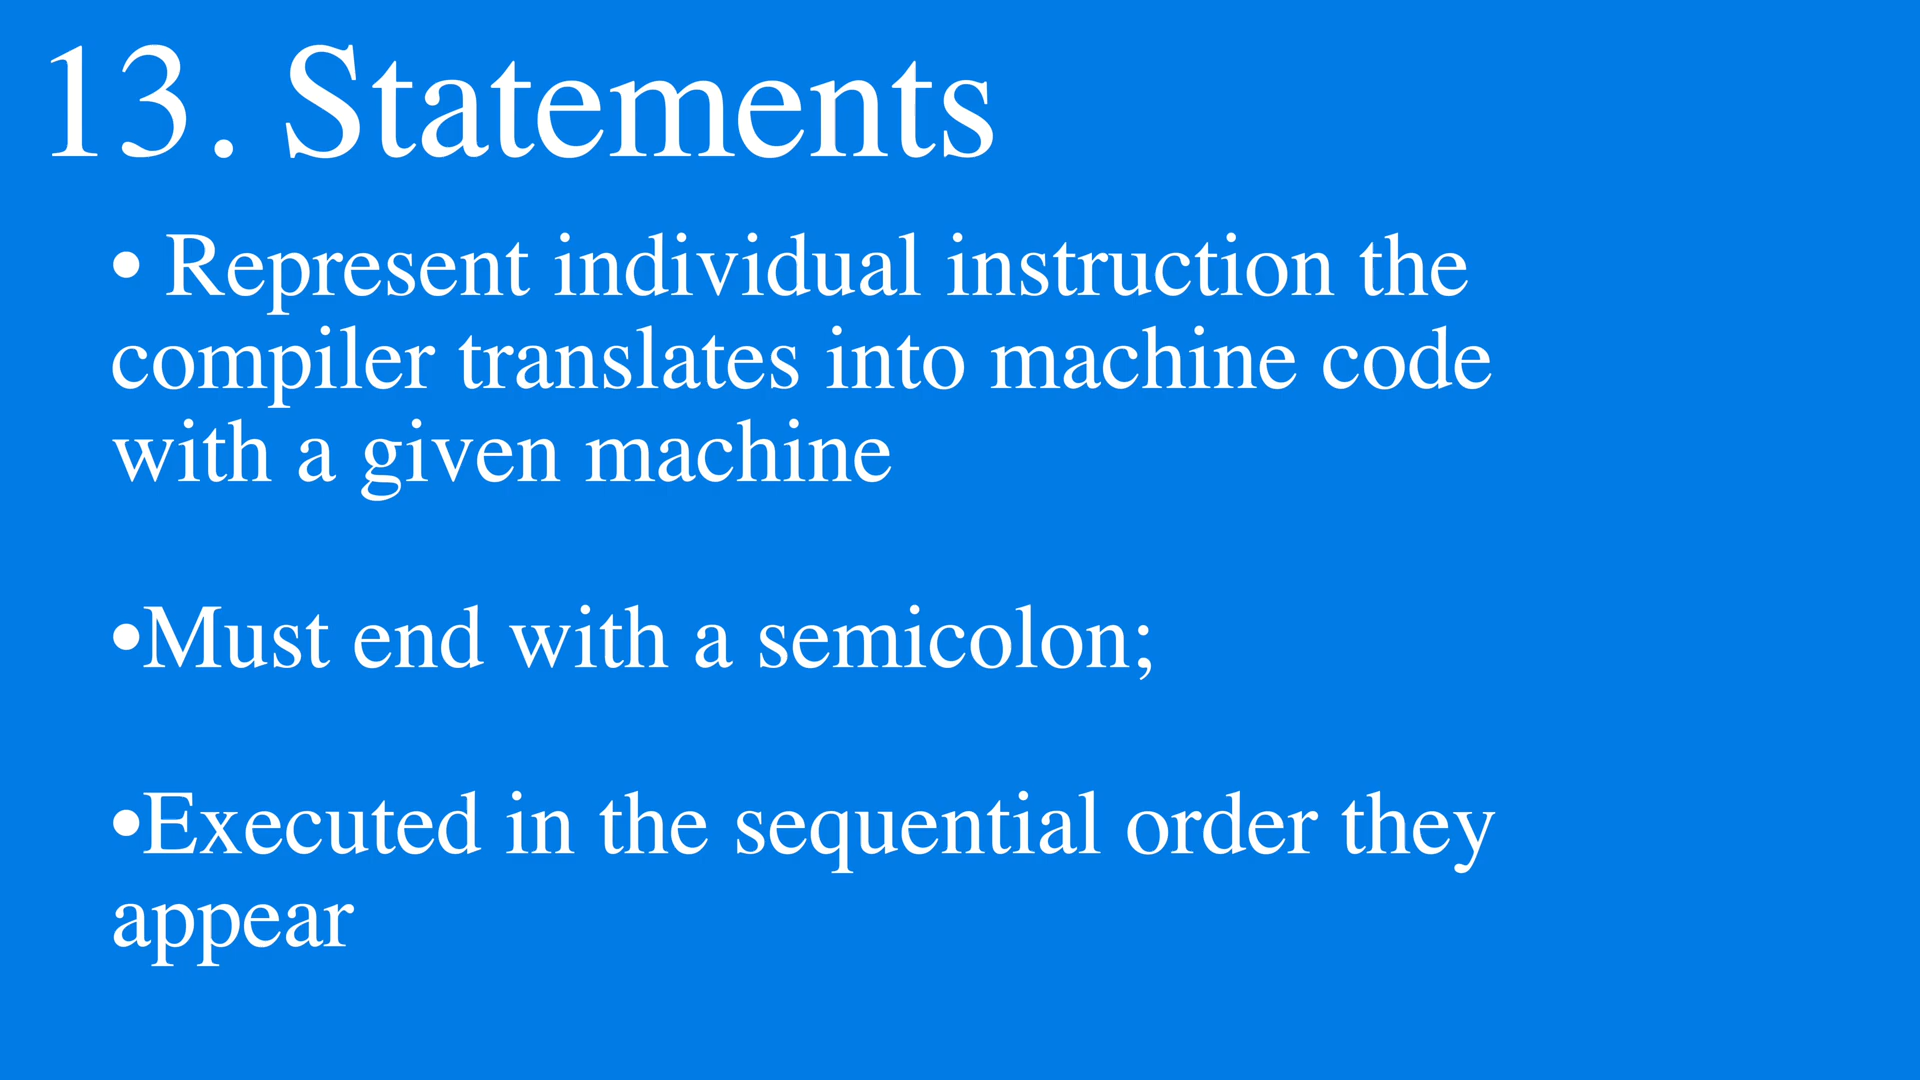 13. Statements
• Represent individual instruction the
compiler translates into machine code
with a given machine
•Must end with a semicolon;
•Executed in the sequential order they
appear